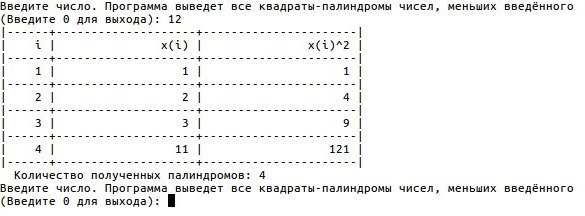 Введите число. Программа выведет все квадраты-палиндромы чисел, меньших введённого
(Введите 0 для выхода): 12
|------+--------------------+----------------------|
| i | x(i) | x(i)^2 |
|------+--------------------+----------------------|
| 1 | 1 | 1 |
|------+--------------------+----------------------|
| 2 | 2 | 4 |
|------+--------------------+----------------------|
| 3 | 3 | 9 |
|------+--------------------+----------------------|
| 4 | 11 | 121 |
|------+--------------------+----------------------|
Количество полученных палиндромов: 4
Введите число. Программа выведет все квадраты-палиндромы чисел, меньших введённого
(Введите 0 для выхода):